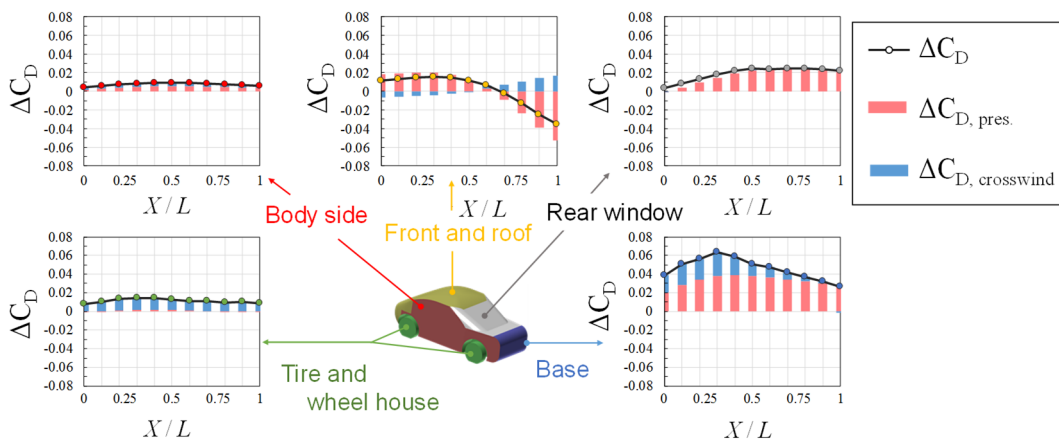 0.08
0.06
0.04
0.02
0
-0.02
-0.04
-0.06
-0.08
ΔC_D
0 0.25 0.5 0.75 1
X / L
0.08
0.06
0.04
0.02
0
-0.02
-0.04
-0.06
-0.08
ΔC_D
0 0.25 0.5 0.75 1
X / L
0.08
0.06
0.04
0.02
0
-0.02
-0.04
-0.06
-0.08
ΔC_D
0 0.25 0.5 0.75 1
X / L
ΔC_D
ΔC_D, pres.
ΔC_D, crosswind
Body side
Front and roof
Rear window
0.08
0.06
0.04
0.02
0
-0.02
-0.04
-0.06
-0.08
ΔC_D
0 0.25 0.5 0.75 1
X / L
Tire and
wheel house
Base
0.08
0.06
0.04
0.02
0
-0.02
-0.04
-0.06
-0.08
ΔC_D
0 0.25 0.5 0.75 1
X / L